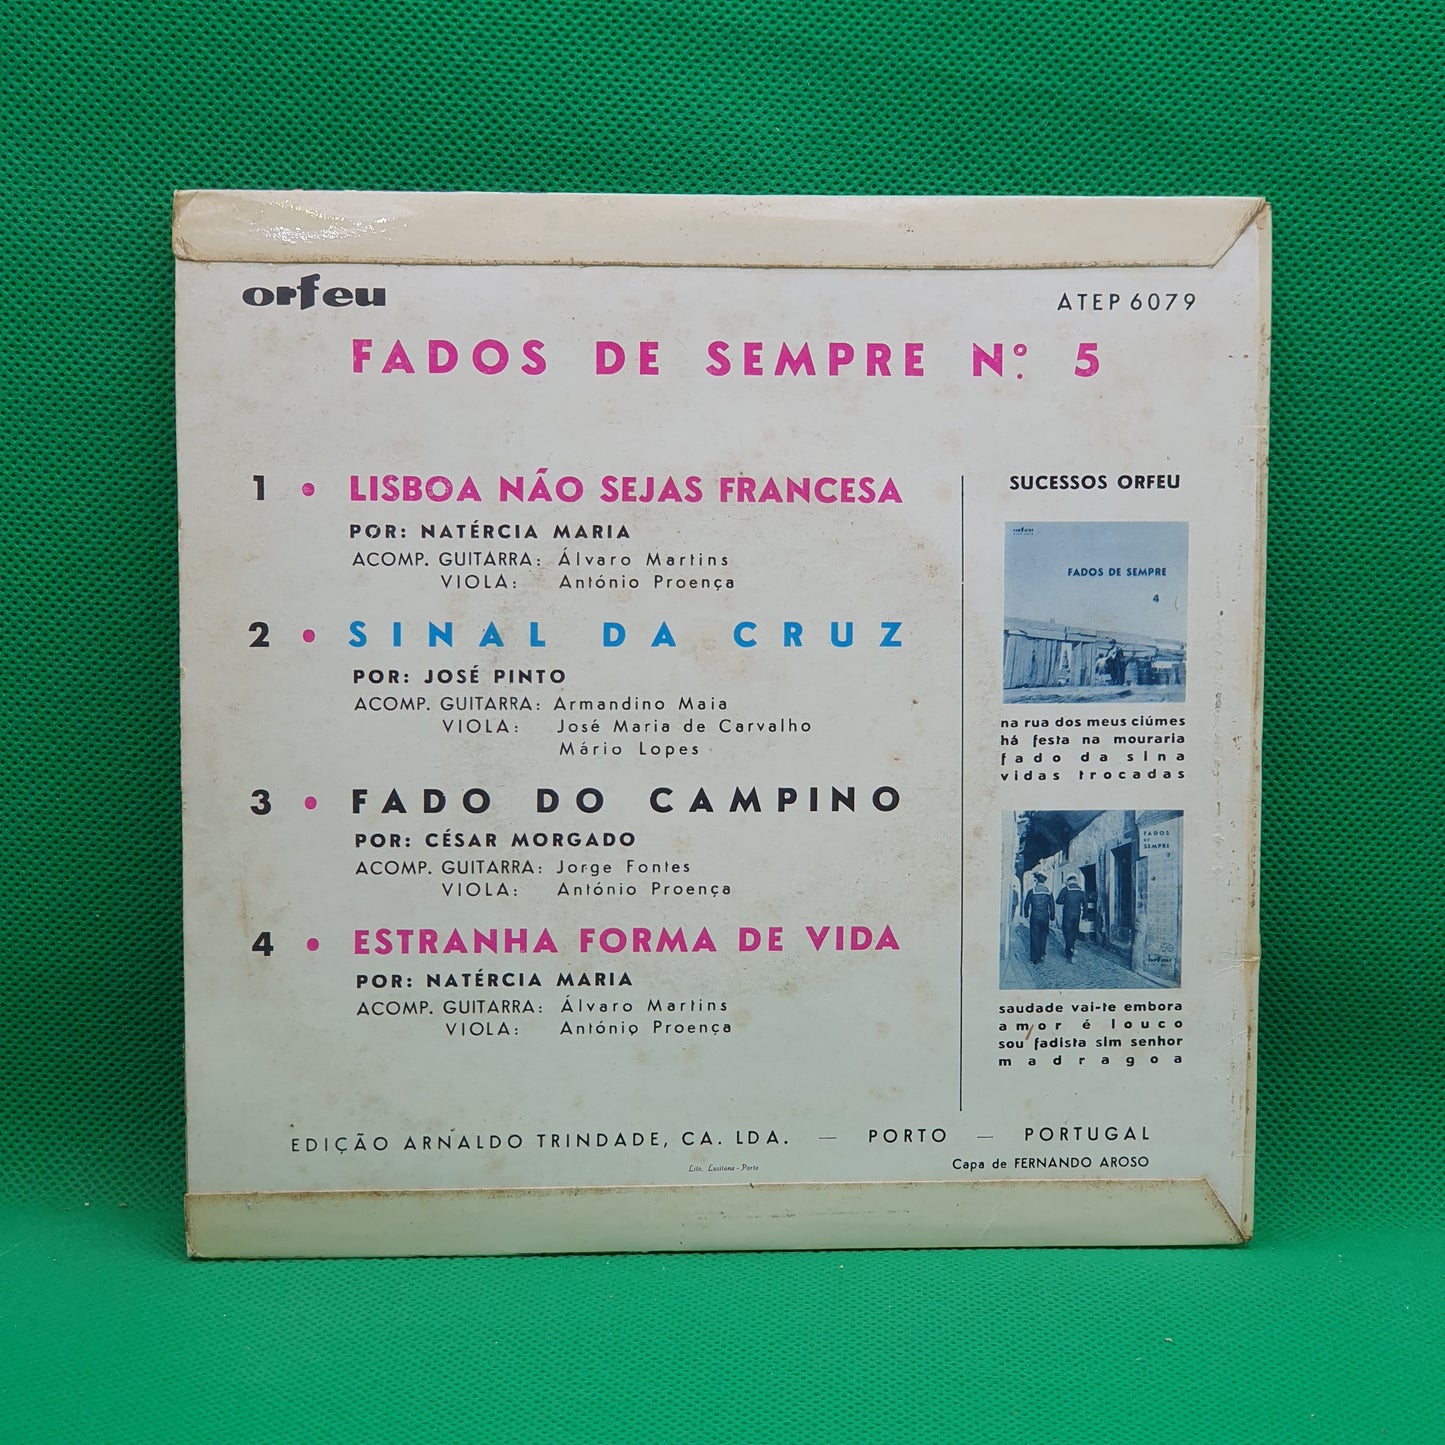 orfeu
ATEP 6079
FADOS DE SEMPRE Nº. 5
1 • LISBOA NÃO SEJAS FRANCESA
POR: NATÉRCIA MARIA
ACOMP. GUITARRA: Álvaro Martins
VIOLA: António Proença
2 • SINAL DA CRUZ
POR: JOSÉ PINTO
ACOMP. GUITARRA: Armandino Maia
VIOLA: José Maria de Carvalho
Mário Lopes
3 • FADO DO CAMPINO
POR: CÉSAR MORGADO
ACOMP. GUITARRA: Jorge Fontes
VIOLA: António Proença
4 • ESTRANHA FORMA DE VIDA
POR: NATÉRCIA MARIA
ACOMP. GUITARRA: Álvaro Martins
VIOLA: António Proença
SUCESSOS ORFEU
orfeu
FADOS DE SEMPRE
4
na rua dos meus ciúmes
há festa na mouraria
fado da sina
vidas trocadas
FADOS
DE
SEMPRE
3
orfeu
saudade vai-te embora
amor é louco
sou fadista sim senhor
madragoa
EDIÇÃO ARNALDO TRINDADE, CA. LDA. — PORTO — PORTUGAL
Lito. Lusitana - Porto
Capa de FERNANDO AROSO